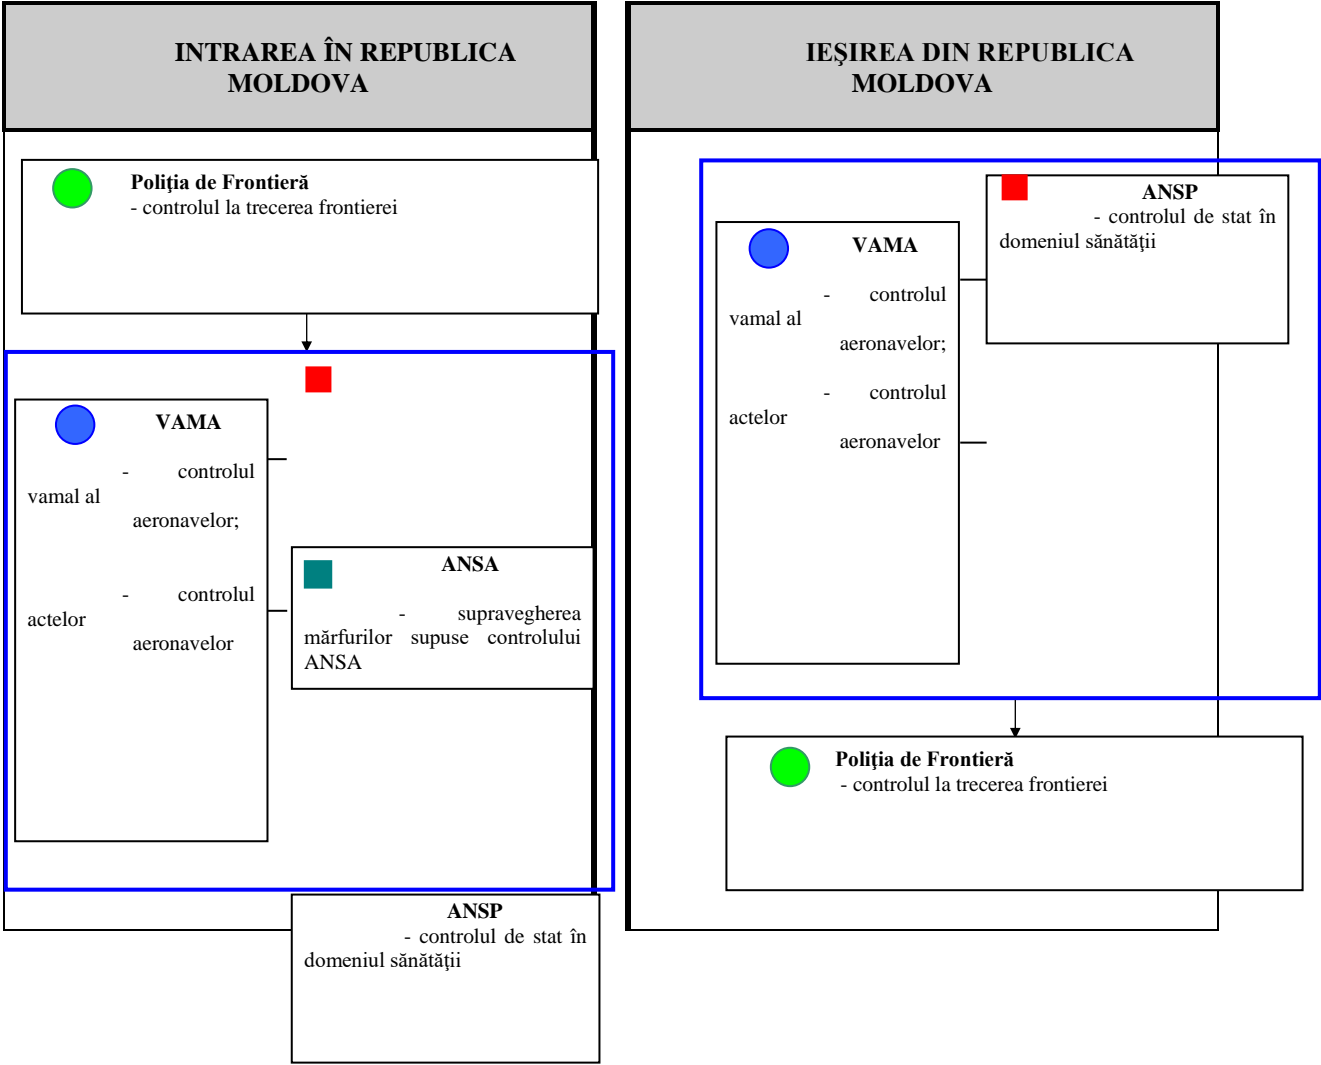 INTRAREA ÎN REPUBLICA
MOLDOVA
Poliţia de Frontieră
- controlul la trecerea frontierei
VAMA
- controlul
vamal al
aeronavelor;
- controlul
actelor
aeronavelor
ANSA
- supravegherea
mărfurilor supuse controlului
ANSA
ANSP
- controlul de stat în
domeniul sănătăţii
IEŞIREA DIN REPUBLICA
MOLDOVA
VAMA
- controlul
vamal al
aeronavelor;
- controlul
actelor
aeronavelor
ANSP
- controlul de stat în
domeniul sănătăţii
Poliţia de Frontieră
- controlul la trecerea frontierei